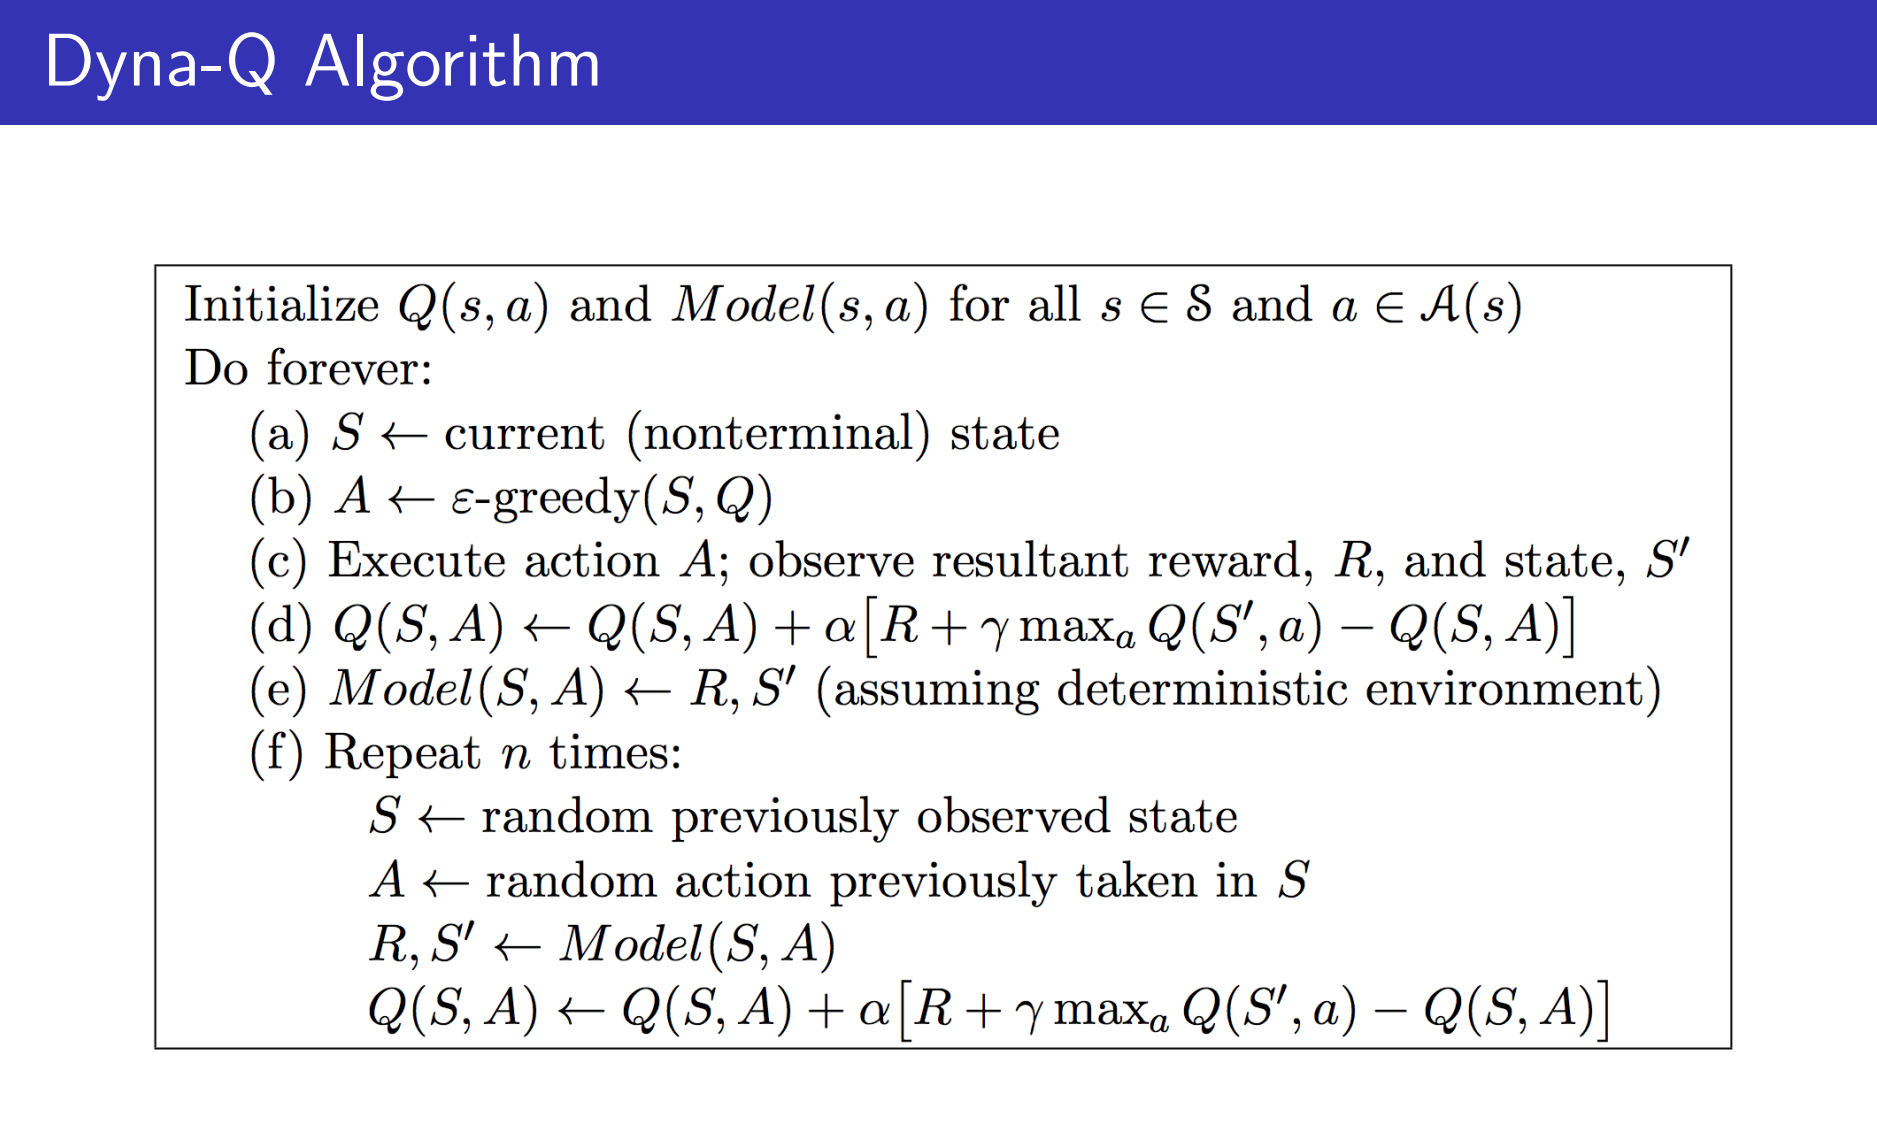 Dyna-Q Algorithm
Initialize Q(s, a) and Model(s, a) for all s ∈ 𝒮 and a ∈ 𝒜(s)
Do forever:
(a) S ← current (nonterminal) state
(b) A ← ε-greedy(S, Q)
(c) Execute action A; observe resultant reward, R, and state, S′
(d) Q(S, A) ← Q(S, A) + α[R + γ maxₐ Q(S′, a) − Q(S, A)]
(e) Model(S, A) ← R, S′ (assuming deterministic environment)
(f) Repeat n times:
S ← random previously observed state
A ← random action previously taken in S
R, S′ ← Model(S, A)
Q(S, A) ← Q(S, A) + α[R + γ maxₐ Q(S′, a) − Q(S, A)]